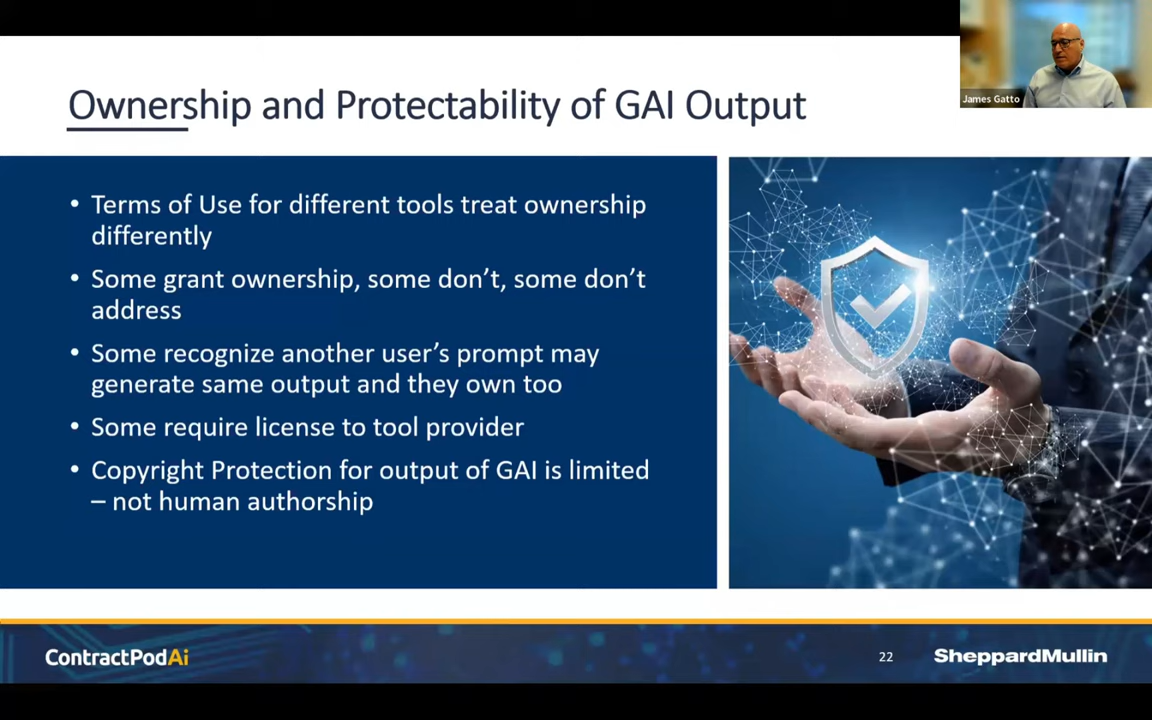 James Gatto
Ownership and Protectability of GAI Output
• Terms of Use for different tools treat ownership
differently
• Some grant ownership, some don’t, some don’t
address
• Some recognize another user’s prompt may
generate same output and they own too
• Some require license to tool provider
• Copyright Protection for output of GAI is limited
– not human authorship
ContractPodAi
22
SheppardMullin